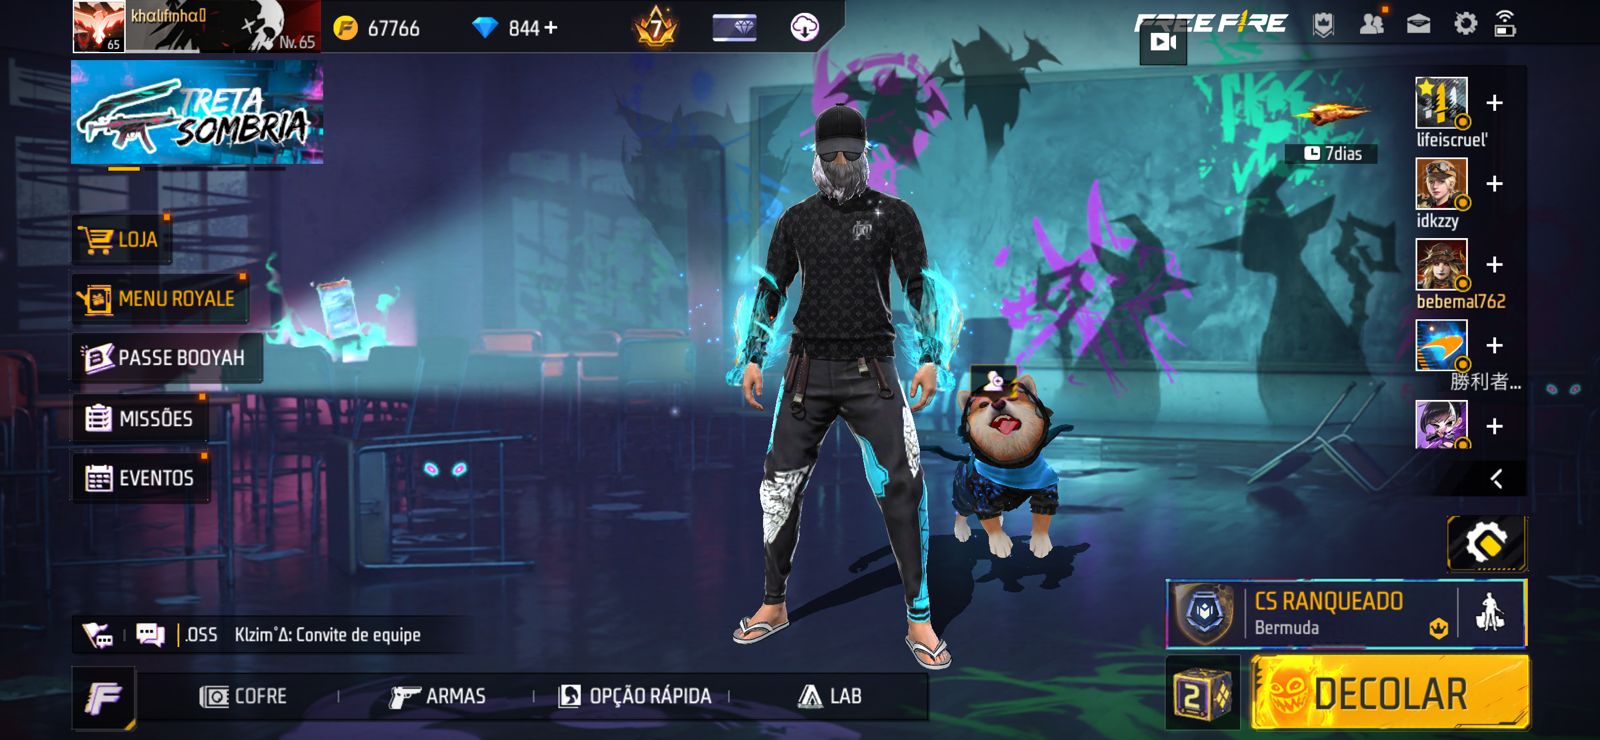 khalifinha
65
Nv.65
67766
844+
7
FREE FIRE
TRETA
SOMBRIA
7dias
lifeiscruel'
idkzzy
bebemal762
勝利者...
LOJA
MENU ROYALE
PASSE BOOYAH
MISSÕES
EVENTOS
CS RANQUEADO
Bermuda
.OSS Klzim°Δ: Convite de equipe
COFRE
ARMAS
OPÇÃO RÁPIDA
LAB
2
DECOLAR